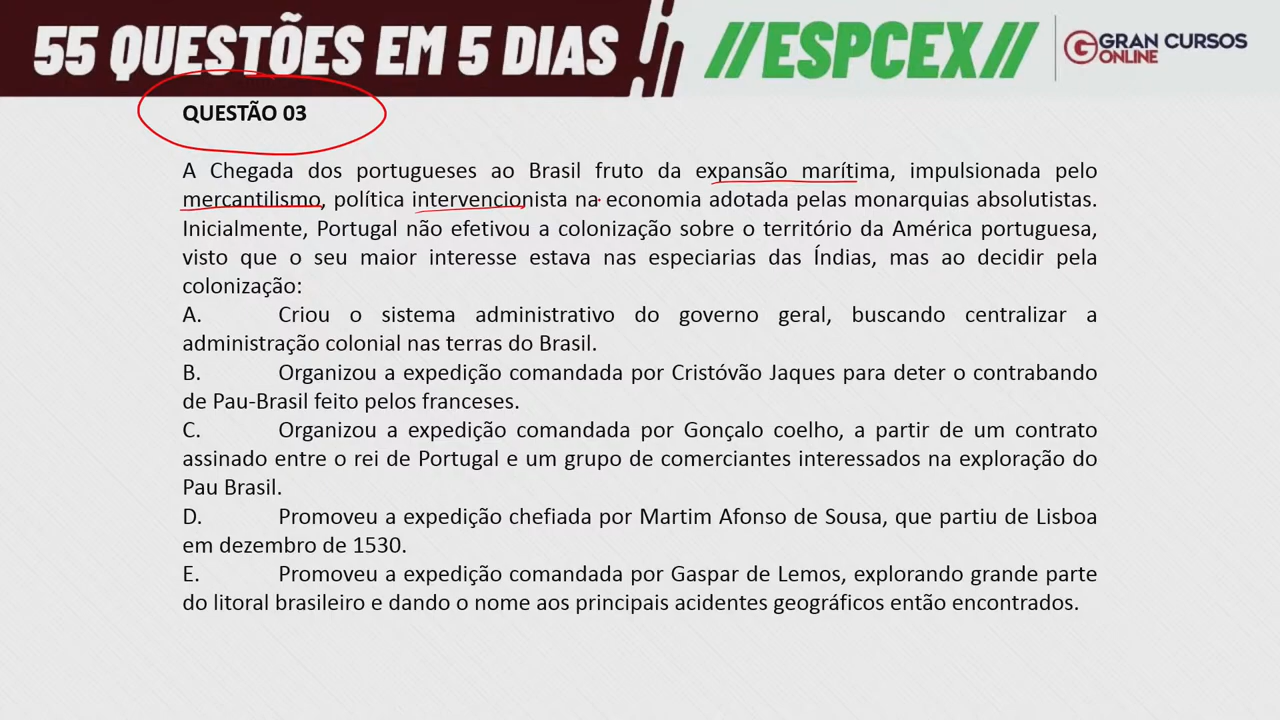 55 QUESTÕES EM 5 DIAS
//ESPCEX//
GRAN CURSOS
ONLINE
QUESTÃO 03
A Chegada dos portugueses ao Brasil fruto da expansão marítima, impulsionada pelo
mercantilismo, política intervencionista na economia adotada pelas monarquias absolutistas.
Inicialmente, Portugal não efetivou a colonização sobre o território da América portuguesa,
visto que o seu maior interesse estava nas especiarias das Índias, mas ao decidir pela
colonização:
A. Criou o sistema administrativo do governo geral, buscando centralizar a
administração colonial nas terras do Brasil.
B. Organizou a expedição comandada por Cristóvão Jaques para deter o contrabando
de Pau-Brasil feito pelos franceses.
C. Organizou a expedição comandada por Gonçalo coelho, a partir de um contrato
assinado entre o rei de Portugal e um grupo de comerciantes interessados na exploração do
Pau Brasil.
D. Promoveu a expedição chefiada por Martim Afonso de Sousa, que partiu de Lisboa
em dezembro de 1530.
E. Promoveu a expedição comandada por Gaspar de Lemos, explorando grande parte
do litoral brasileiro e dando o nome aos principais acidentes geográficos então encontrados.